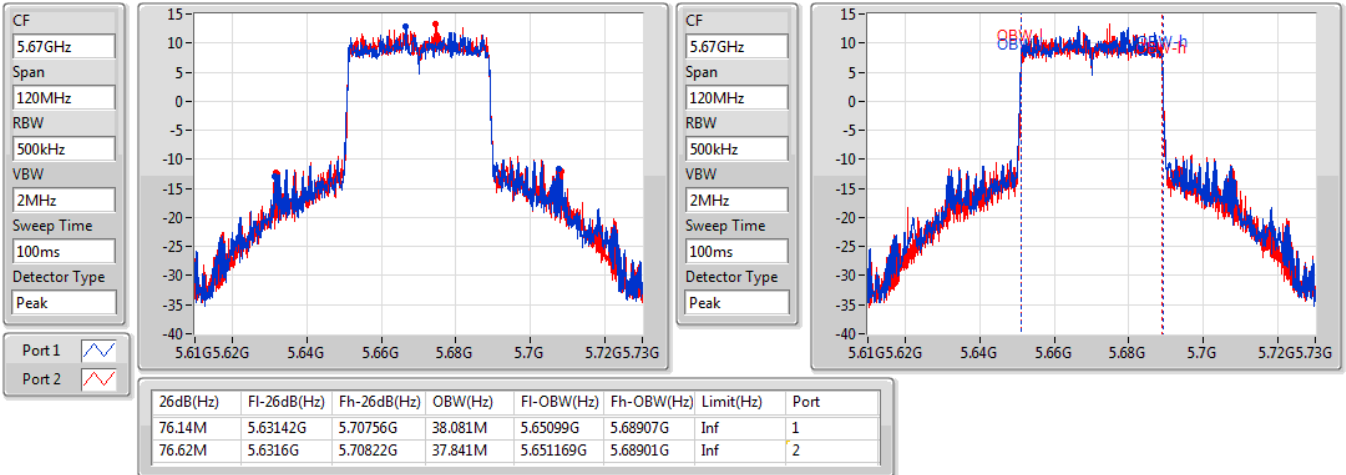 CF
5.67GHz
Span
120MHz
RBW
500kHz
VBW
2MHz
Sweep Time
100ms
Detector Type
Peak
Port 1
Port 2
15
10
5
0
-5
-10
-15
-20
-25
-30
-35
-40
5.61G 5.62G 5.64G 5.66G 5.68G 5.7G 5.72G 5.73G
CF
5.67GHz
Span
120MHz
RBW
500kHz
VBW
2MHz
Sweep Time
100ms
Detector Type
Peak
15
10
5
0
-5
-10
-15
-20
-25
-30
-35
-40
OBW-h
5.61G 5.62G 5.64G 5.66G 5.68G 5.7G 5.72G 5.73G
26dB(Hz) Fl-26dB(Hz) Fh-26dB(Hz) OBW(Hz) Fl-OBW(Hz) Fh-OBW(Hz) Limit(Hz) Port
76.14M 5.63142G 5.70756G 38.081M 5.65099G 5.68907G Inf 1
76.62M 5.6316G 5.70822G 37.841M 5.651169G 5.68901G Inf 2